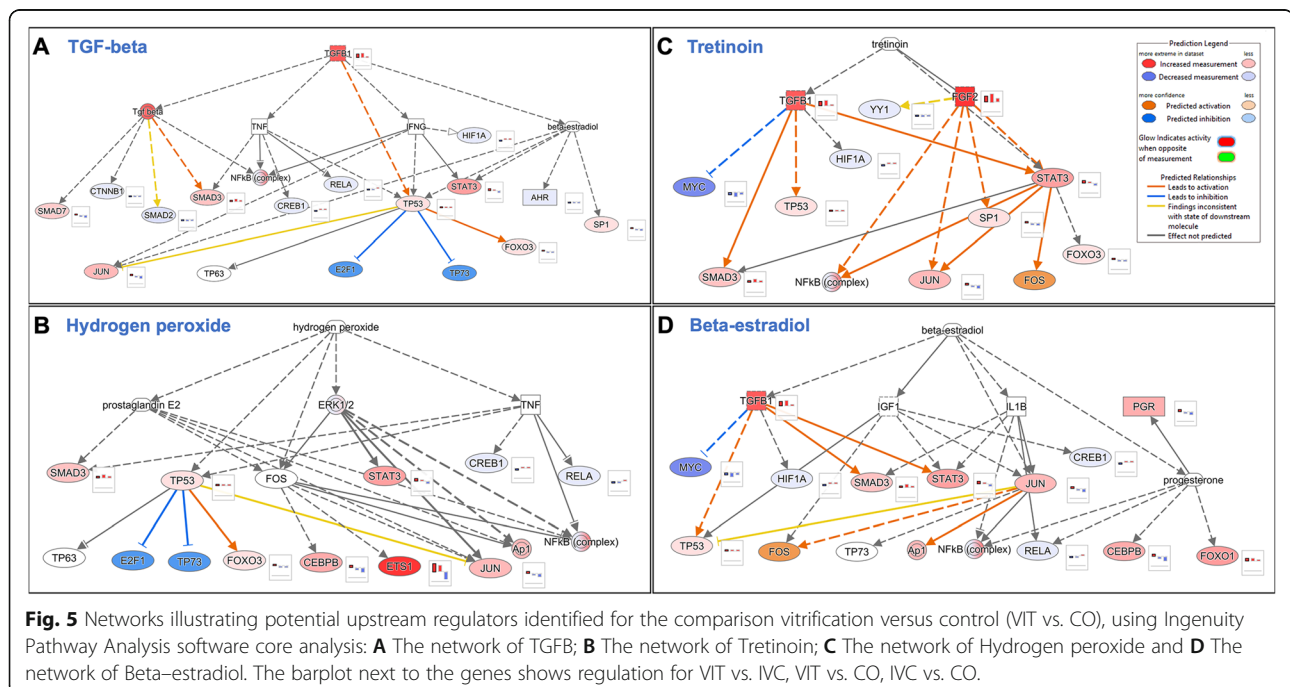 A TGF-beta
TGFB1
Tgf beta
TNF
IFNG
HIF1A
beta-estradiol
CTNNB1
NFkB (complex)
RELA
STAT3
SMAD7
SMAD2
SMAD3
CREB1
TP53
AHR
SP1
FOXO3
JUN
TP63
E2F1
TP73
B Hydrogen peroxide
hydrogen peroxide
prostaglandin E2
ERK1/2
TNF
SMAD3
TP53
FOS
STAT3
CREB1
RELA
TP63
E2F1
TP73
FOXO3
CEBPB
ETS1
Ap1
JUN
NFkB (complex)
C Tretinoin
tretinoin
TGFB1
FGF2
YY1
HIF1A
MYC
TP53
STAT3
SP1
FOXO3
SMAD3
NFkB (complex)
JUN
FOS
Prediction Legend
more extreme in dataset less
Increased measurement
Decreased measurement
more confidence less
Predicted activation
Predicted inhibition
Glow Indicates activity
when opposite
of measurement
Predicted Relationships
Leads to activation
Leads to inhibition
Findings inconsistent
with state of downstream
molecule
Effect not predicted
D Beta-estradiol
beta-estradiol
TGFB1
IGF1
IL1B
PGR
MYC
HIF1A
SMAD3
STAT3
JUN
CREB1
progesterone
TP53
FOS
TP73
Ap1
NFkB (complex)
RELA
CEBPB
FOXO1
Fig. 5 Networks illustrating potential upstream regulators identified for the comparison vitrification versus control (VIT vs. CO), using Ingenuity
Pathway Analysis software core analysis: A The network of TGFB; B The network of Tretinoin; C The network of Hydrogen peroxide and D The
network of Beta–estradiol. The barplot next to the genes shows regulation for VIT vs. IVC, VIT vs. CO, IVC vs. CO.